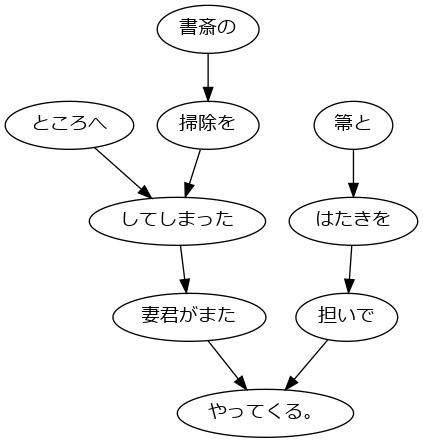 書斎の
ところへ
掃除を
箒と
してしまった
はたきを
妻君がまた
担いで
やってくる。